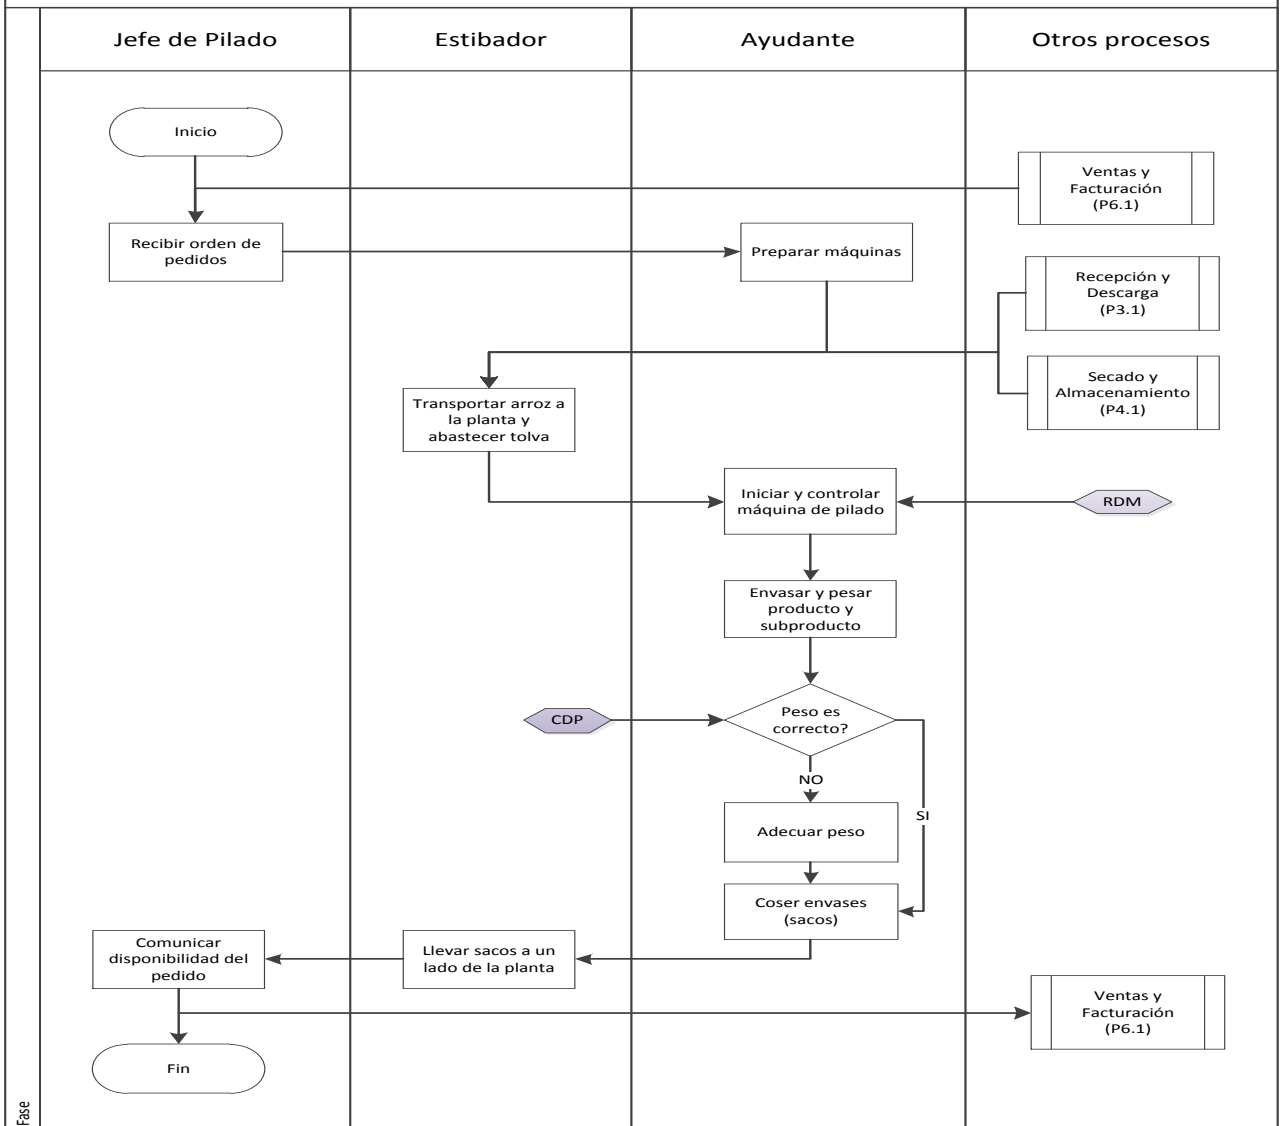 Jefe de Pilado
Estibador
Ayudante
Otros procesos
Inicio
Ventas y
Facturación
(P6.1)
Recibir orden de
pedidos
Preparar máquinas
Recepción y
Descarga
(P3.1)
Secado y
Almacenamiento
(P4.1)
Transportar arroz a
la planta y
abastecer tolva
Iniciar y controlar
máquina de pilado
RDM
Envasar y pesar
producto y
subproducto
CDP
Peso es
correcto?
NO
SI
Adecuar peso
Coser envases
(sacos)
Llevar sacos a un
lado de la planta
Comunicar
disponibilidad del
pedido
Ventas y
Facturación
(P6.1)
Fin
Fase